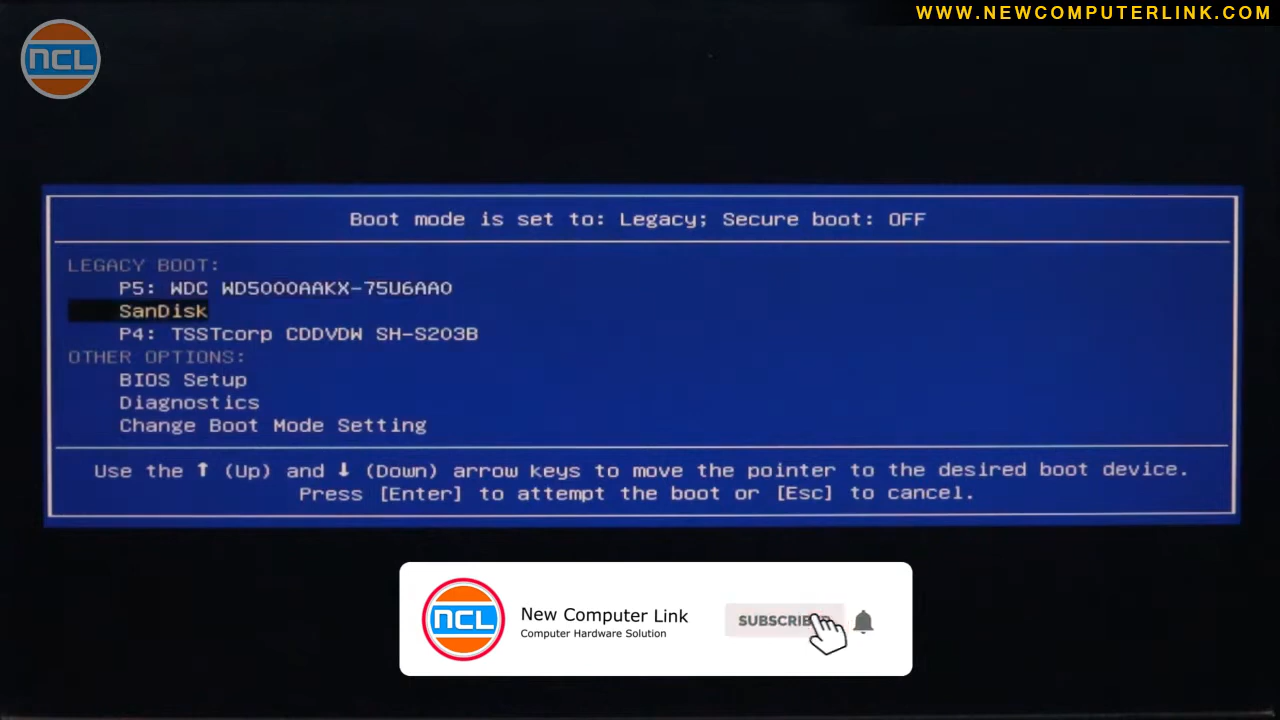 WWW.NEWCOMPUTERLINK.COM
NCL
Boot mode is set to: Legacy; Secure boot: OFF
LEGACY BOOT:
P5: WDC WD5000AAKX-75U6AA0
SanDisk
P4: TSSTcorp CDDVDW SH-S203B
OTHER OPTIONS:
BIOS Setup
Diagnostics
Change Boot Mode Setting
Use the ↑ (Up) and ↓ (Down) arrow keys to move the pointer to the desired boot device.
Press [Enter] to attempt the boot or [Esc] to cancel.
NCL
New Computer Link
Computer Hardware Solution
SUBSCRIBE